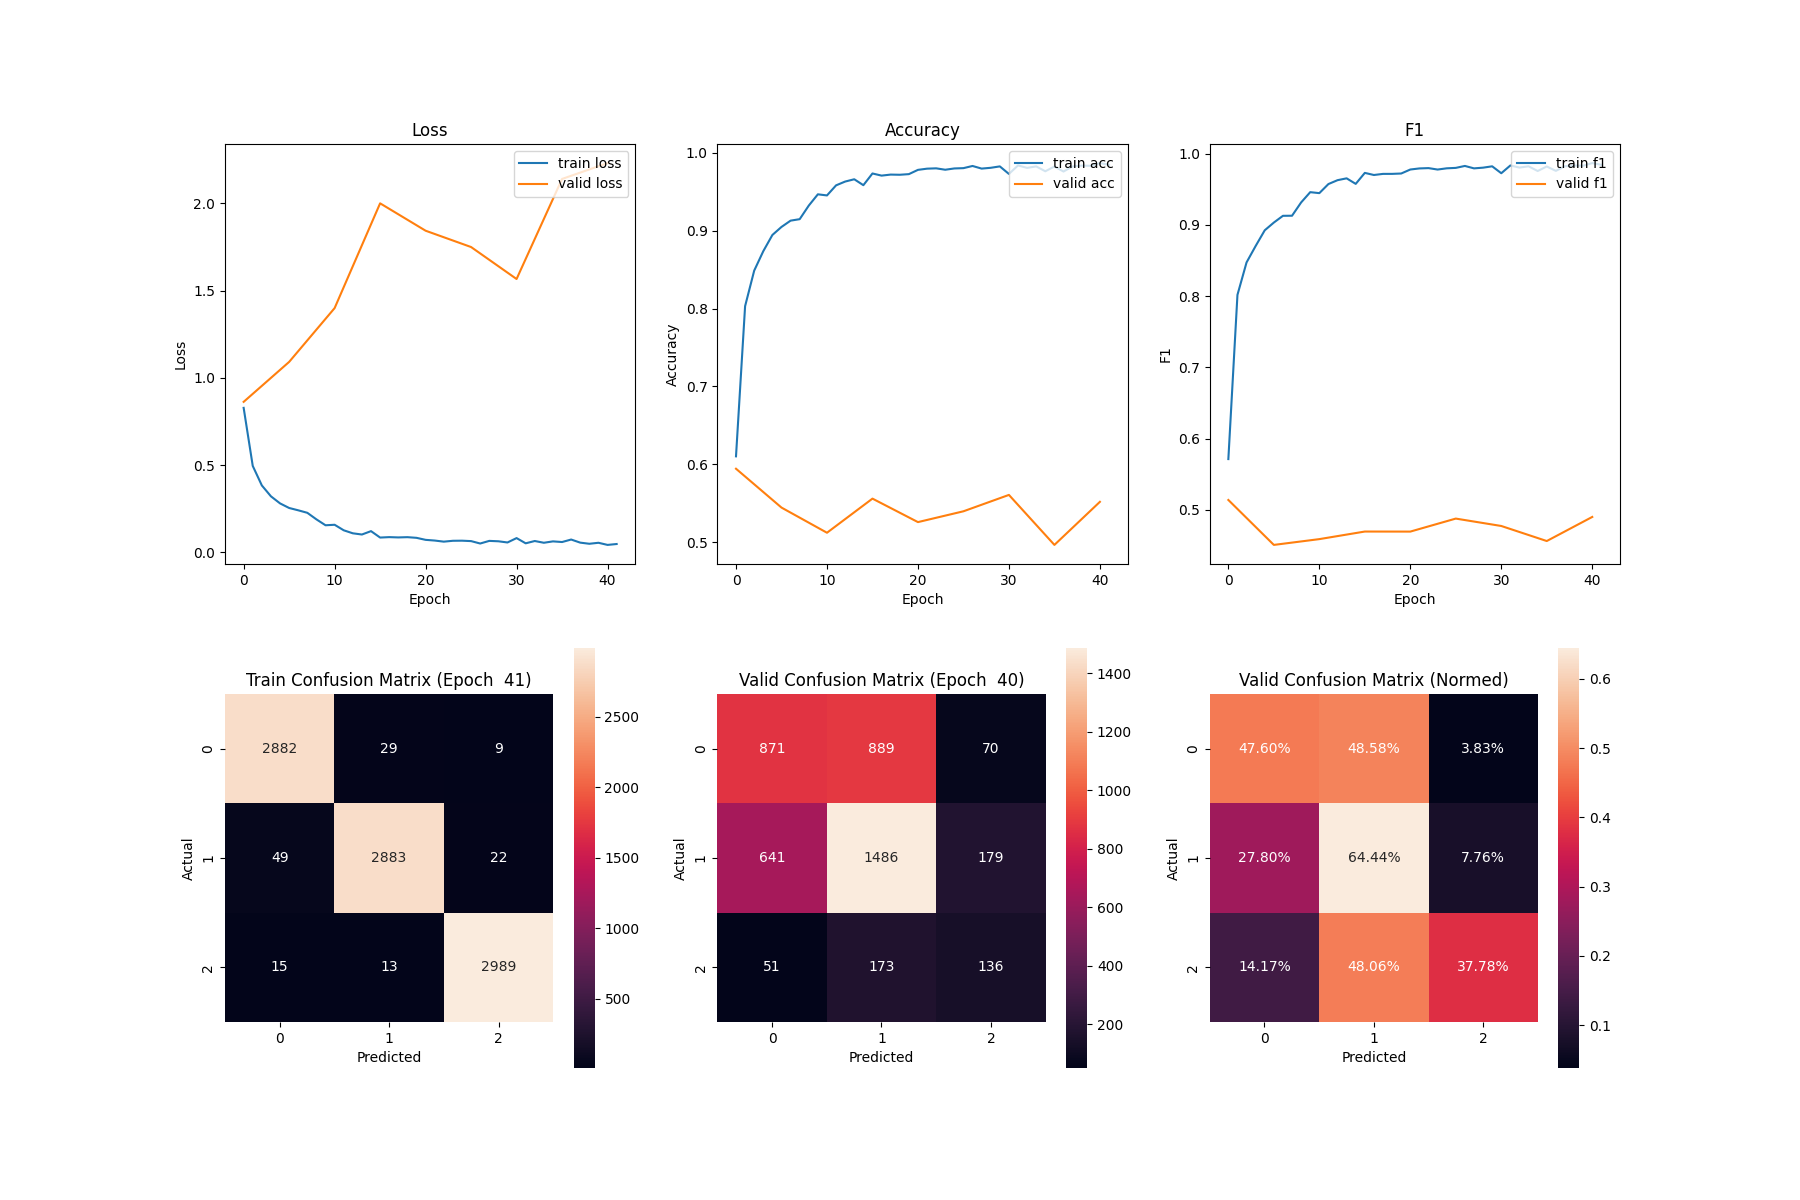 Loss
Accuracy
F1
train loss
valid loss
train acc
valid acc
train f1
valid f1
2.0
1.5
1.0
0.5
0.0
Loss
0 10 20 30 40
Epoch
1.0
0.9
0.8
0.7
0.6
0.5
Accuracy
0 10 20 30 40
Epoch
1.0
0.9
0.8
0.7
0.6
0.5
F1
0 10 20 30 40
Epoch
Train Confusion Matrix (Epoch  41)
0 2882 29 9
1 49 2883 22
2 15 13 2989
Actual
0 1 2
Predicted
2500
2000
1500
1000
500
Valid Confusion Matrix (Epoch  40)
0 871 889 70
1 641 1486 179
2 51 173 136
Actual
0 1 2
Predicted
1400
1200
1000
800
600
400
200
Valid Confusion Matrix (Normed)
0 47.60% 48.58% 3.83%
1 27.80% 64.44% 7.76%
2 14.17% 48.06% 37.78%
Actual
0 1 2
Predicted
0.6
0.5
0.4
0.3
0.2
0.1